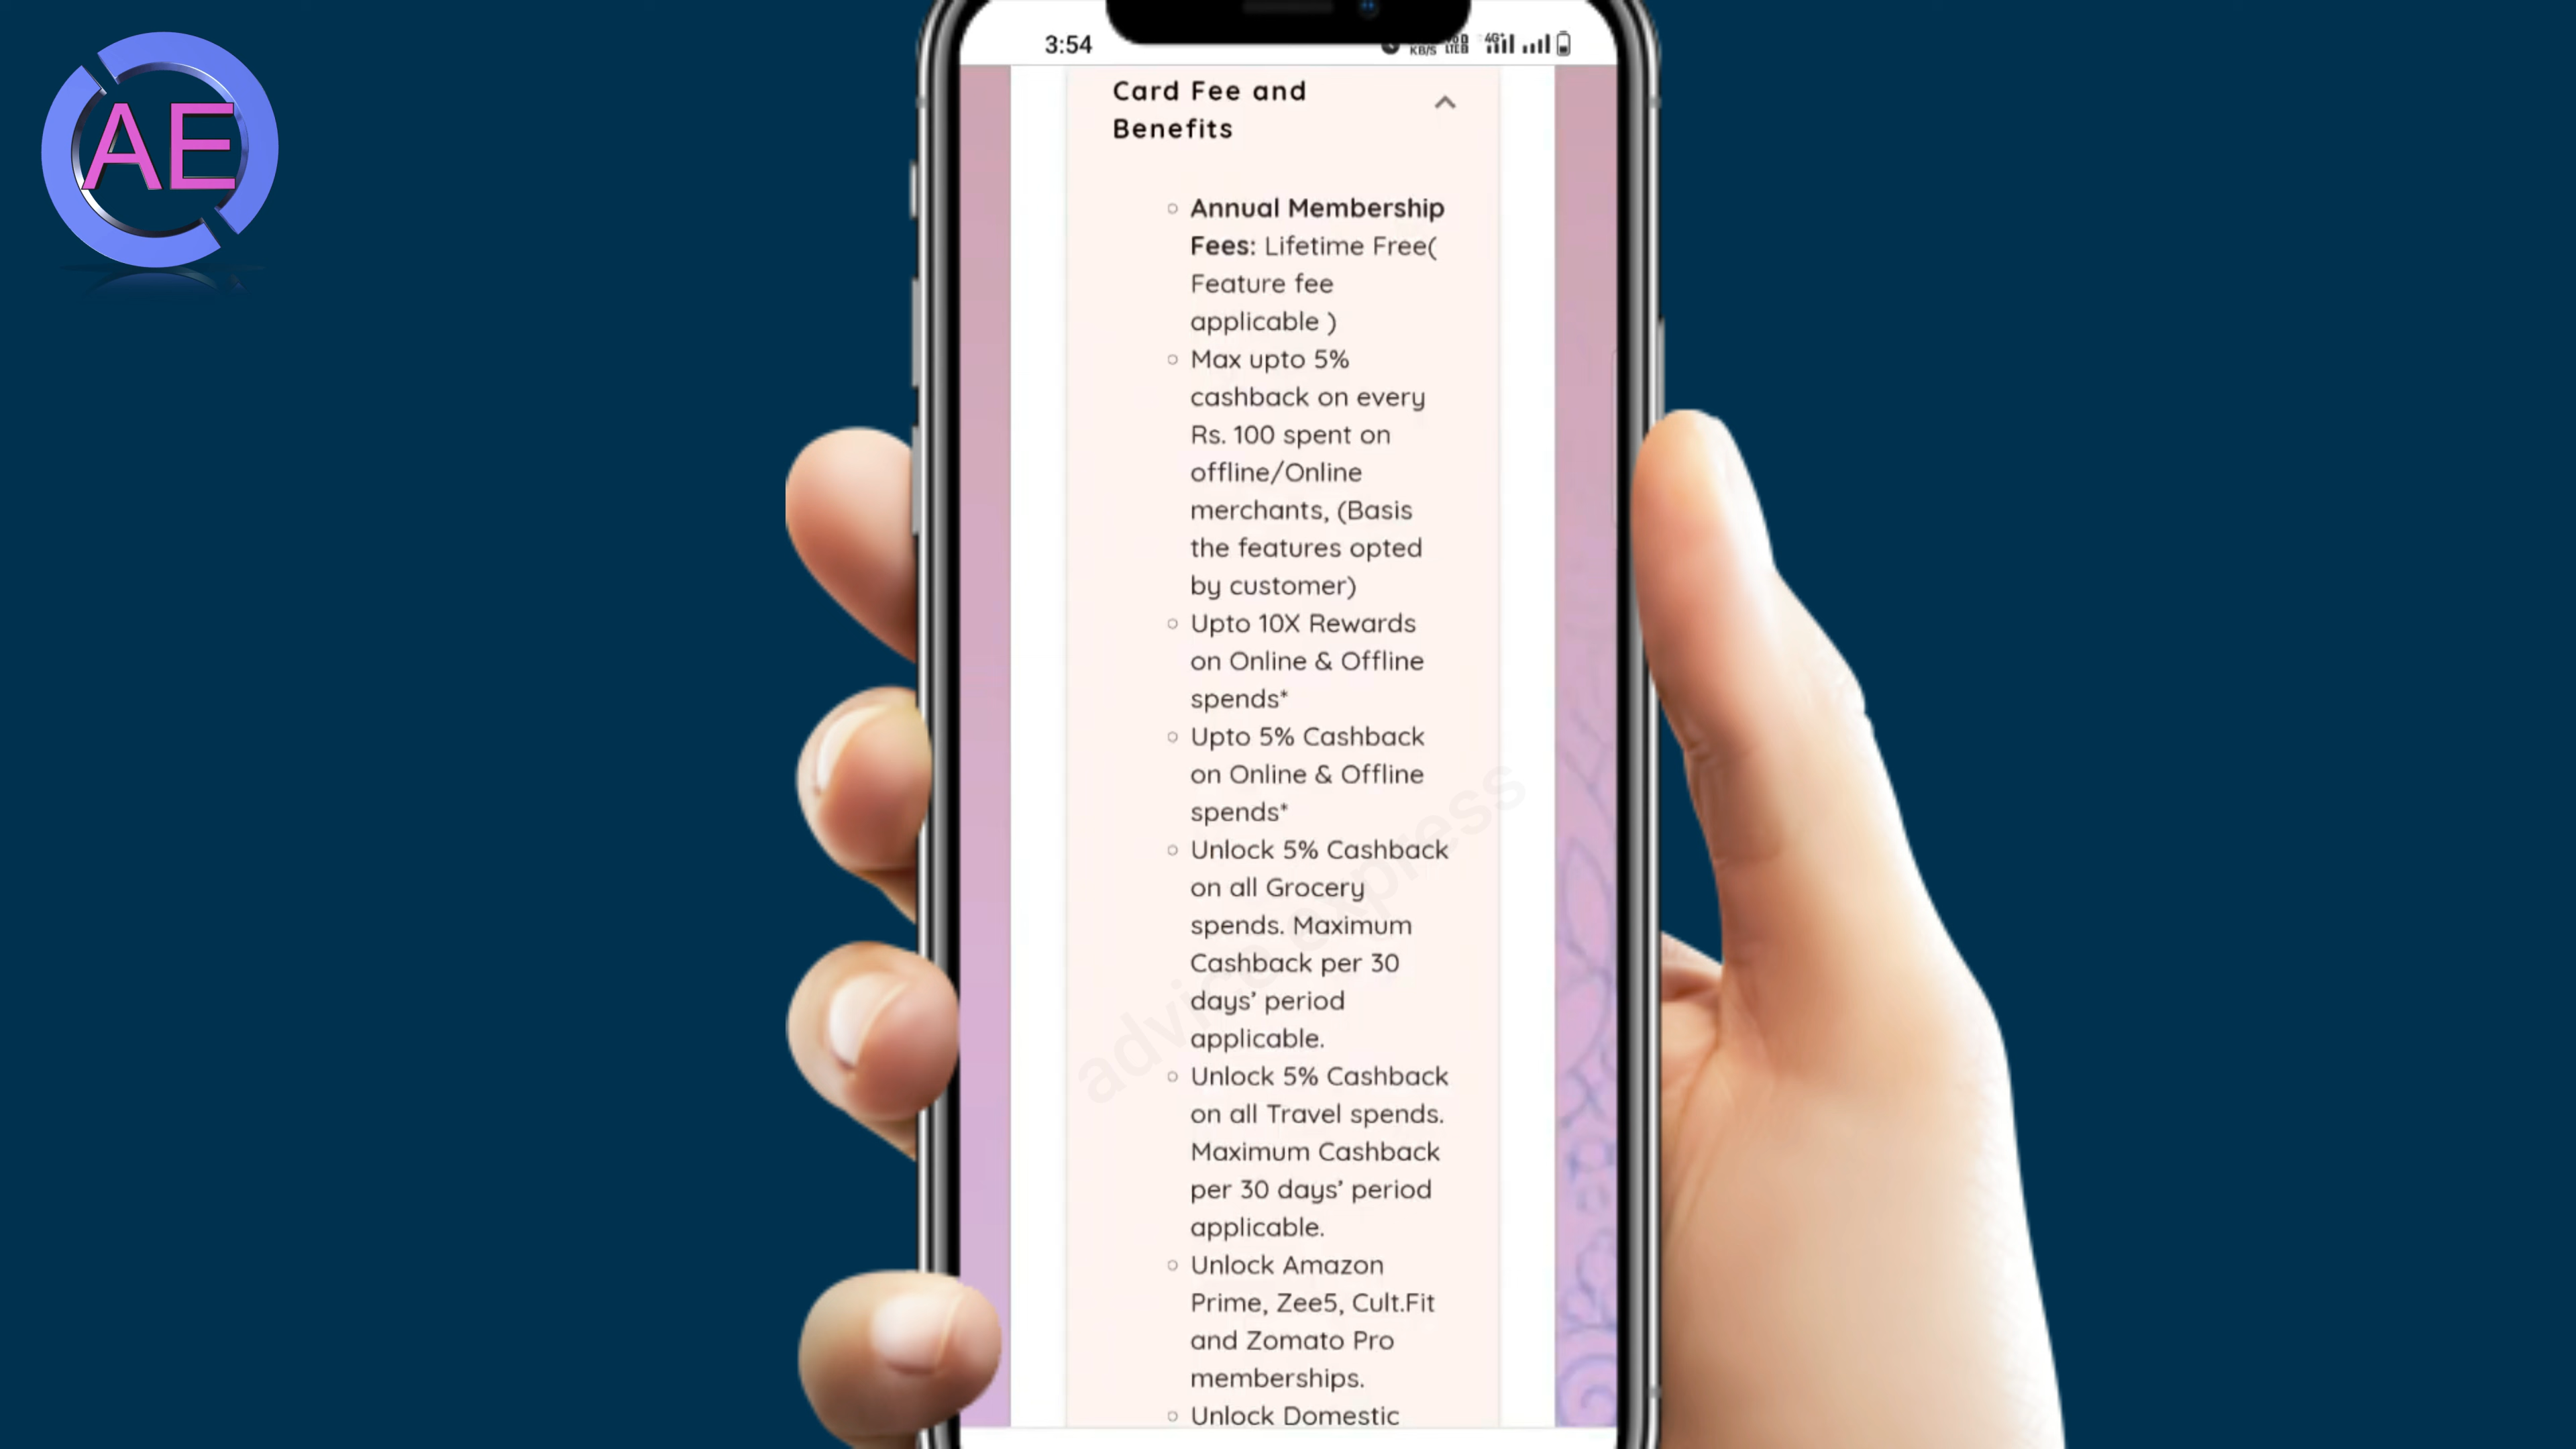 AE
3:54
KB/S
4G+
Card Fee and
Benefits
Annual Membership
Fees: Lifetime Free(
Feature fee
applicable )
Max upto 5%
cashback on every
Rs. 100 spent on
offline/Online
merchants, (Basis
the features opted
by customer)
Upto 10X Rewards
on Online & Offline
spends*
Upto 5% Cashback
on Online & Offline
spends*
Unlock 5% Cashback
on all Grocery
spends. Maximum
Cashback per 30
days’ period
applicable.
Unlock 5% Cashback
on all Travel spends.
Maximum Cashback
per 30 days’ period
applicable.
Unlock Amazon
Prime, Zee5, Cult.Fit
and Zomato Pro
memberships.
Unlock Domestic
advice express